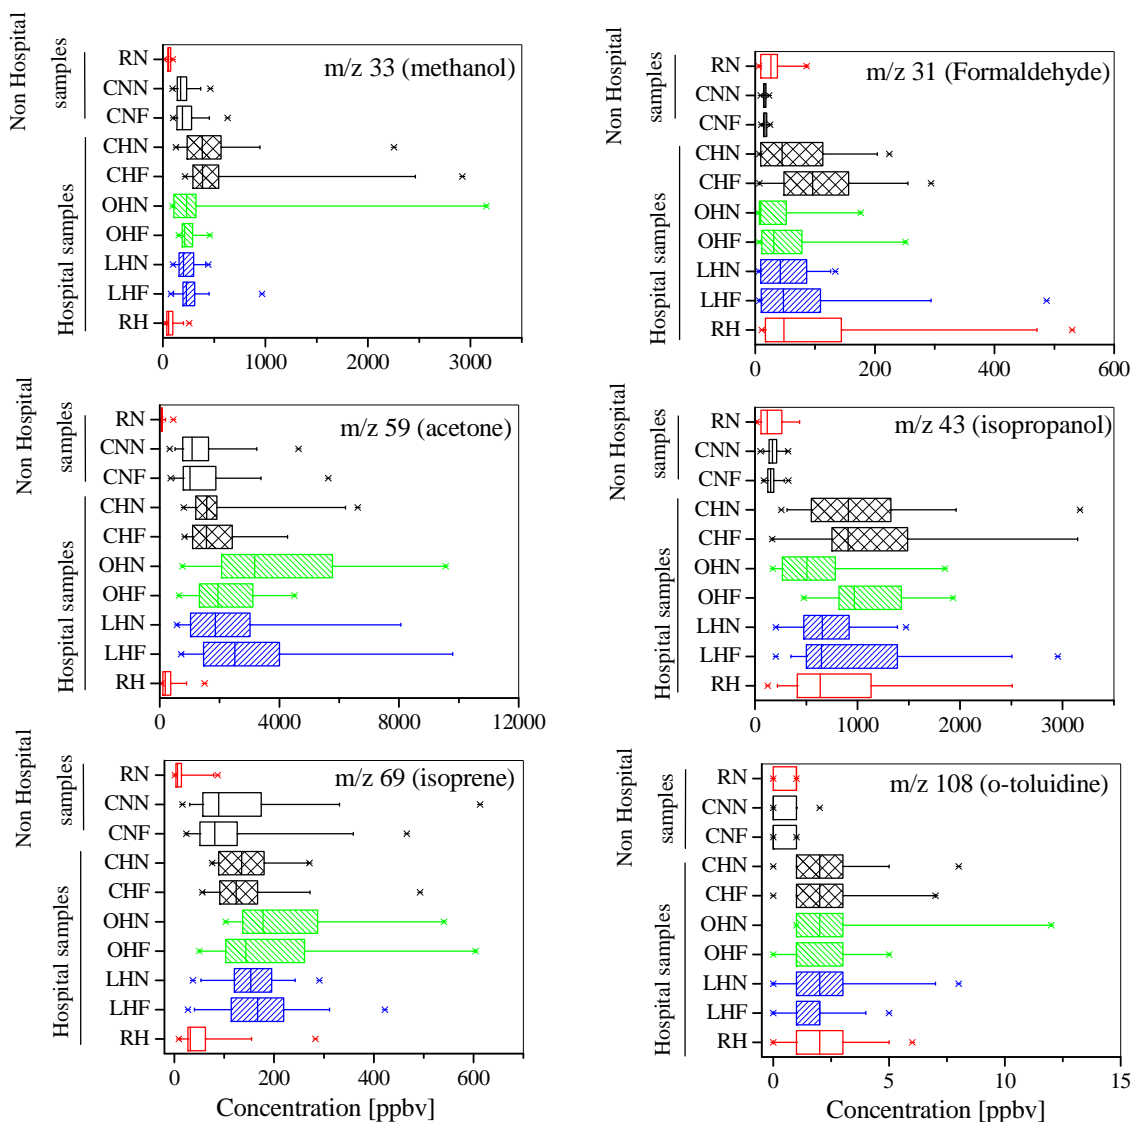 Non Hospital
samples
Hospital samples
m/z 33 (methanol)
RN
CNN
CNF
CHN
CHF
OHN
OHF
LHN
LHF
RH
0 1000 2000 3000
Non Hospital
samples
Hospital samples
m/z 31 (Formaldehyde)
RN
CNN
CNF
CHN
CHF
OHN
OHF
LHN
LHF
RH
0 200 400 600
Non Hospital
samples
Hospital samples
m/z 59 (acetone)
RN
CNN
CNF
CHN
CHF
OHN
OHF
LHN
LHF
RH
0 4000 8000 12000
Non Hospital
samples
Hospital samples
m/z 43 (isopropanol)
RN
CNN
CNF
CHN
CHF
OHN
OHF
LHN
LHF
RH
0 1000 2000 3000
Non Hospital
samples
Hospital samples
m/z 69 (isoprene)
RN
CNN
CNF
CHN
CHF
OHN
OHF
LHN
LHF
RH
0 200 400 600
Concentration [ppbv]
Non Hospital
samples
Hospital samples
m/z 108 (o-toluidine)
RN
CNN
CNF
CHN
CHF
OHN
OHF
LHN
LHF
RH
0 5 10 15
Concentration [ppbv]